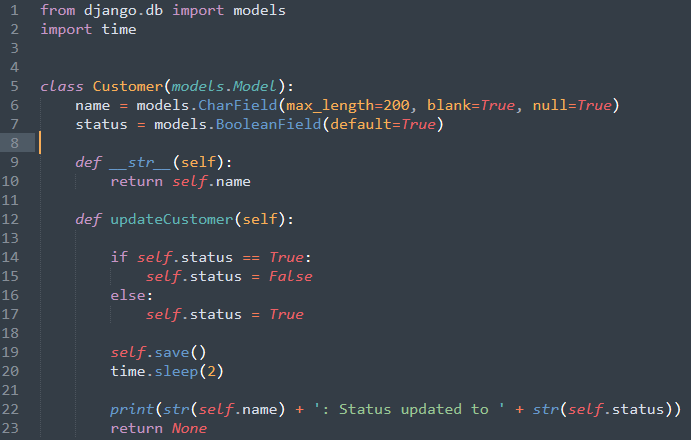 1 from django.db import models
2 import time
3
4
5 class Customer(models.Model):
6     name = models.CharField(max_length=200, blank=True, null=True)
7     status = models.BooleanField(default=True)
8
9     def __str__(self):
10         return self.name
11
12     def updateCustomer(self):
13
14         if self.status == True:
15             self.status = False
16         else:
17             self.status = True
18
19         self.save()
20         time.sleep(2)
21
22         print(str(self.name) + ': Status updated to ' + str(self.status))
23         return None